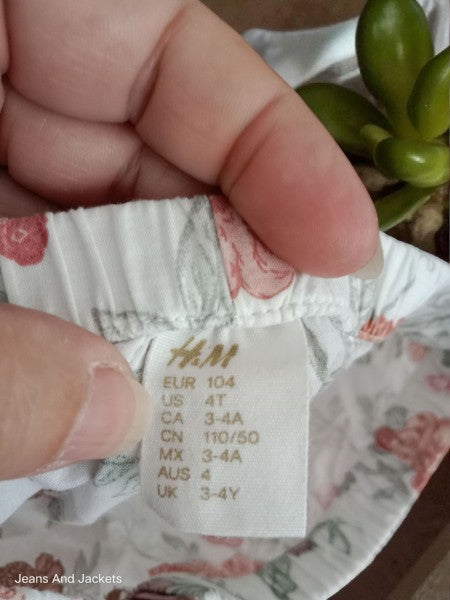 H&M
EUR 104
US 4T
CA 3-4A
CN 110/50
MX 3-4A
AUS 4
UK 3-4Y
Jeans And Jackets